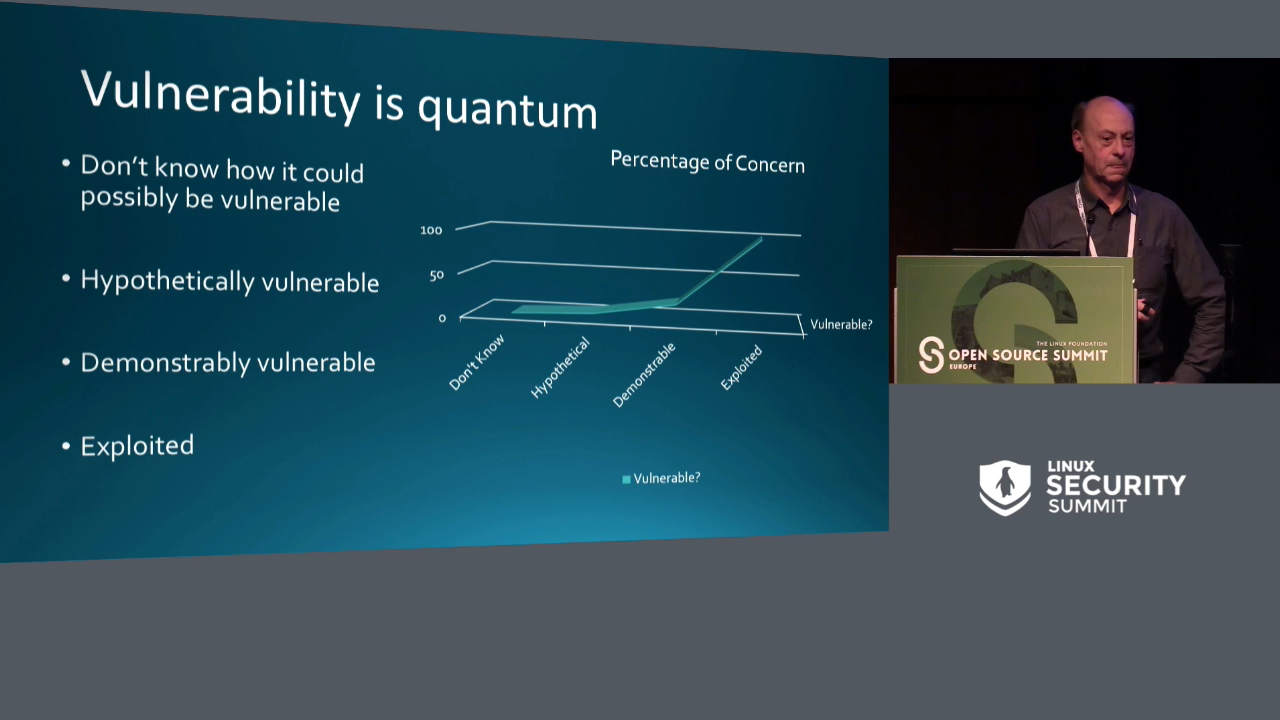 Vulnerability is quantum
• Don't know how it could
possibly be vulnerable
• Hypothetically vulnerable
• Demonstrably vulnerable
• Exploited
Percentage of Concern
100
50
0
Don't Know
Hypothetical
Demonstrable
Exploited
Vulnerable?
Vulnerable?
THE LINUX FOUNDATION
OPEN SOURCE SUMMIT
EUROPE
LINUX
SECURITY
SUMMIT